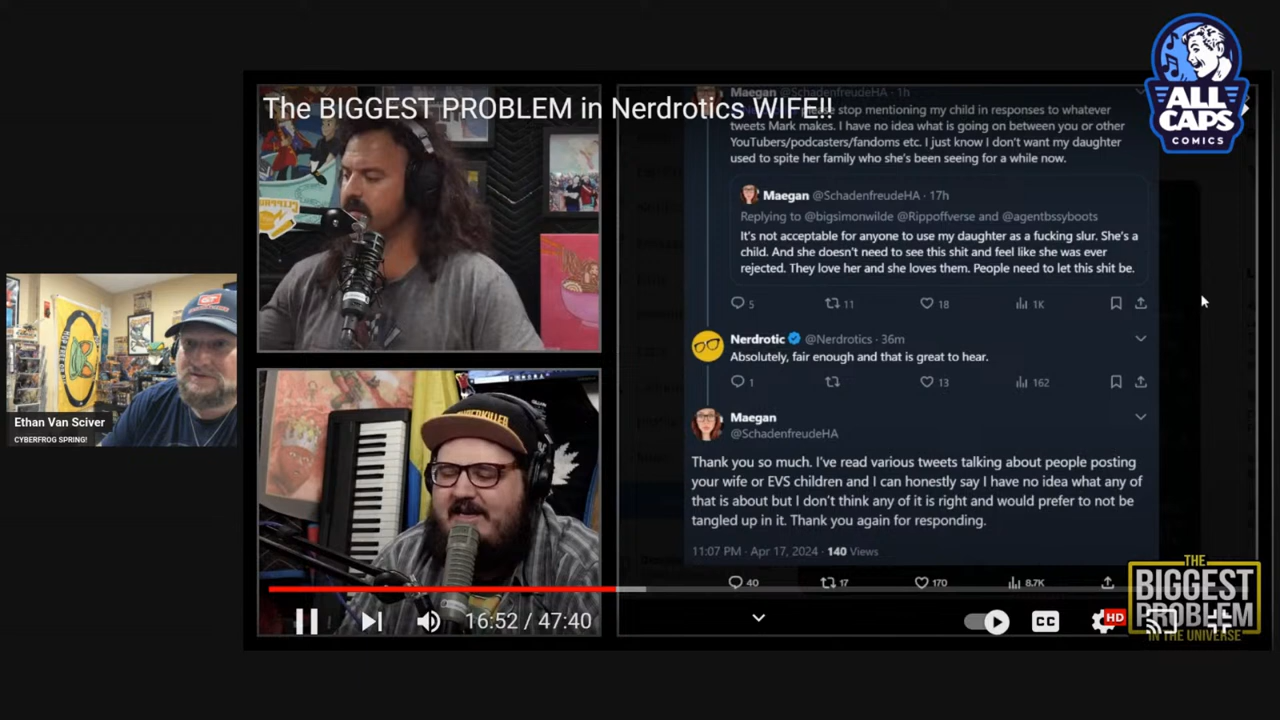 The BIGGEST PROBLEM in Nerdrotics WIFE!!
ALL
CAPS
COMICS
Maegan @SchadenfreudeHA · 1h
stop mentioning my child in responses to whatever
tweets Mark makes. I have no idea what is going on between you or other
YouTubers/podcasters/fandoms etc. I just know I don't want my daughter
used to spite her family who she's been seeing for a while now.
Maegan @SchadenfreudeHA · 17h
Replying to @bigsimonwilde @Rippoffverse and @agentbssyboots
It's not acceptable for anyone to use my daughter as a fucking slur. She's a
child. And she doesn't need to see this shit and feel like she was ever
rejected. They love her and she loves them. People need to let this shit be.
5 11 18 1K
Nerdrotic @Nerdrotics · 36m
Absolutely, fair enough and that is great to hear.
1 13 162
Maegan
@SchadenfreudeHA
Thank you so much. I've read various tweets talking about people posting
your wife or EVS children and I can honestly say I have no idea what any of
that is about but I don't think any of it is right and would prefer to not be
tangled up in it. Thank you again for responding.
11:07 PM · Apr 17, 2024 · 140 Views
40 17 170 8.7K
Ethan Van Sciver
CYBERFROG SPRING!
16:52 / 47:40
CC
HD
THE
BIGGEST
PROBLEM
IN THE UNIVERSE